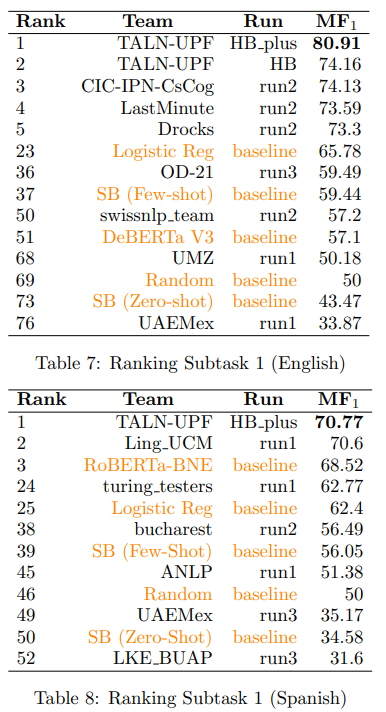 Rank Team Run MF1
1 TALN-UPF HB_plus 80.91
2 TALN-UPF HB 74.16
3 CIC-IPN-CsCog run2 74.13
4 LastMinute run2 73.59
5 Drocks run2 73.3
23 Logistic Reg baseline 65.78
36 OD-21 run3 59.49
37 SB (Few-shot) baseline 59.44
50 swissnlp_team run2 57.2
51 DeBERTa V3 baseline 57.1
68 UMZ run1 50.18
69 Random baseline 50
73 SB (Zero-shot) baseline 43.47
76 UAEMex run1 33.87
Table 7: Ranking Subtask 1 (English)
Rank Team Run MF1
1 TALN-UPF HB_plus 70.77
2 Ling_UCM run1 70.6
3 RoBERTa-BNE baseline 68.52
24 turing_testers run1 62.77
25 Logistic Reg baseline 62.4
38 bucharest run2 56.49
39 SB (Few-Shot) baseline 56.05
45 ANLP run1 51.38
46 Random baseline 50
49 UAEMex run3 35.17
50 SB (Zero-Shot) baseline 34.58
52 LKE_BUAP run3 31.6
Table 8: Ranking Subtask 1 (Spanish)